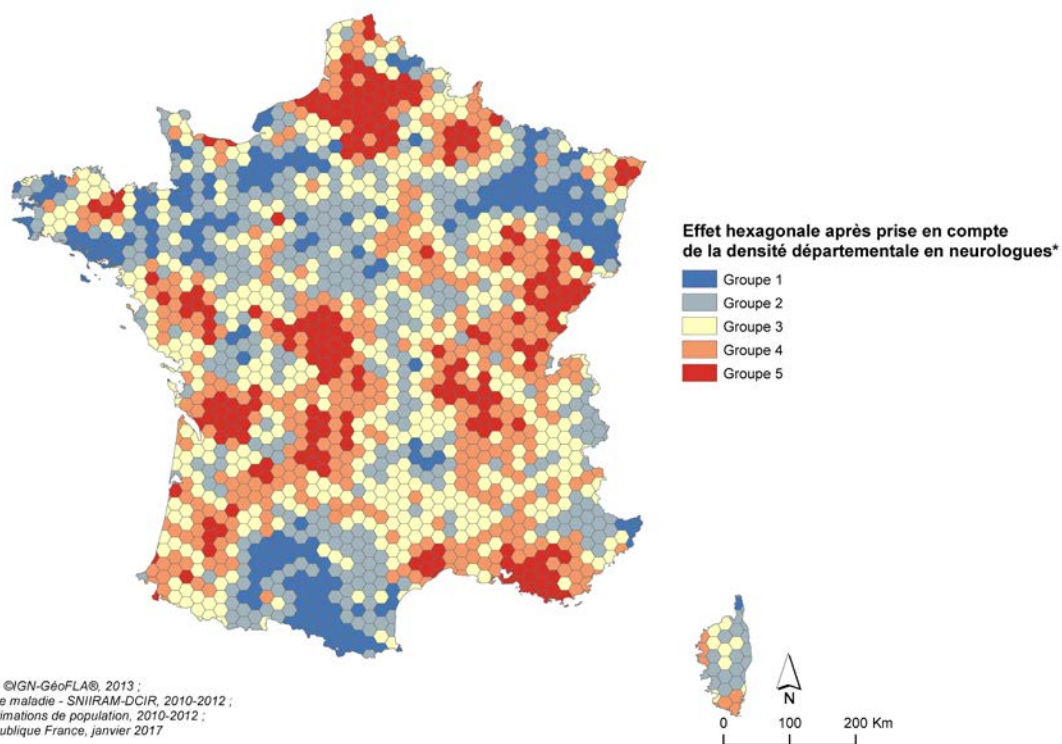 Effet hexagonale après prise en compte
de la densité départementale en neurologues*
Groupe 1
Groupe 2
Groupe 3
Groupe 4
Groupe 5
©IGN-GéoFLA®, 2013 ;
maladie - SNIIRAM-DCIR, 2010-2012 ;
de population, 2010-2012 ;
France, janvier 2017
N
0 100 200 Km